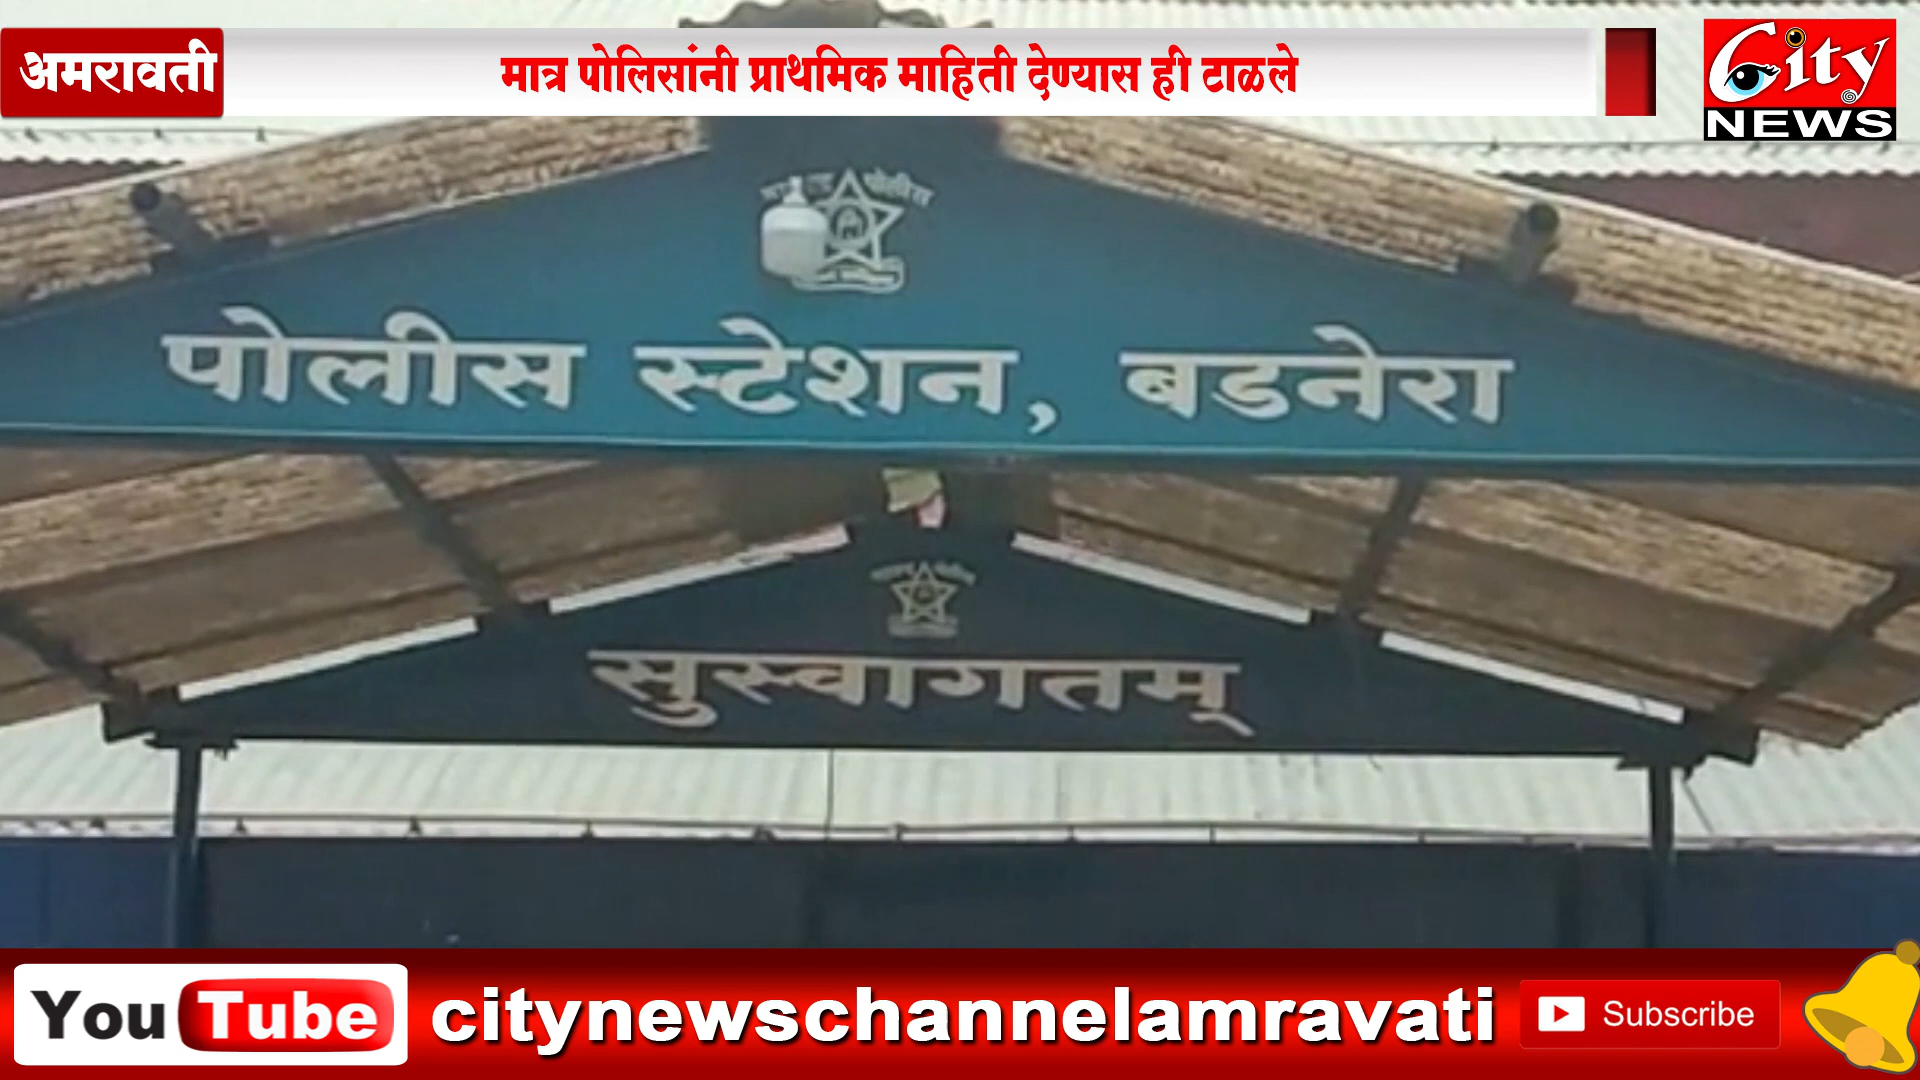 अमरावती
मात्र पोलिसांनी प्राथमिक माहिती देण्यास ही टाळले
City
NEWS
पोलीस स्टेशन, बडनेरा
सुस्वागतम्
YouTube
citynewschannelamravati
Subscribe